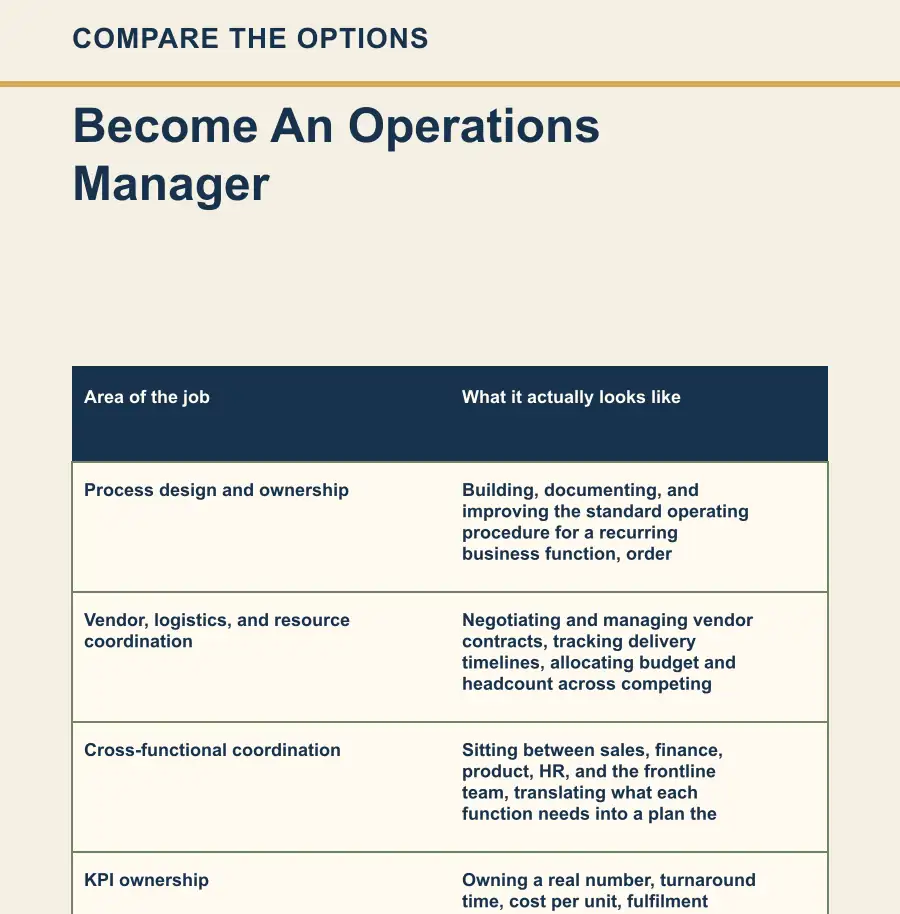 COMPARE THE OPTIONS
Become An Operations
Manager
Area of the job
What it actually looks like
Process design and ownership
Building, documenting, and
improving the standard operating
procedure for a recurring
business function, order
Vendor, logistics, and resource
coordination
Negotiating and managing vendor
contracts, tracking delivery
timelines, allocating budget and
headcount across competing
Cross-functional coordination
Sitting between sales, finance,
product, HR, and the frontline
team, translating what each
function needs into a plan the
KPI ownership
Owning a real number, turnaround
time, cost per unit, fulfilment